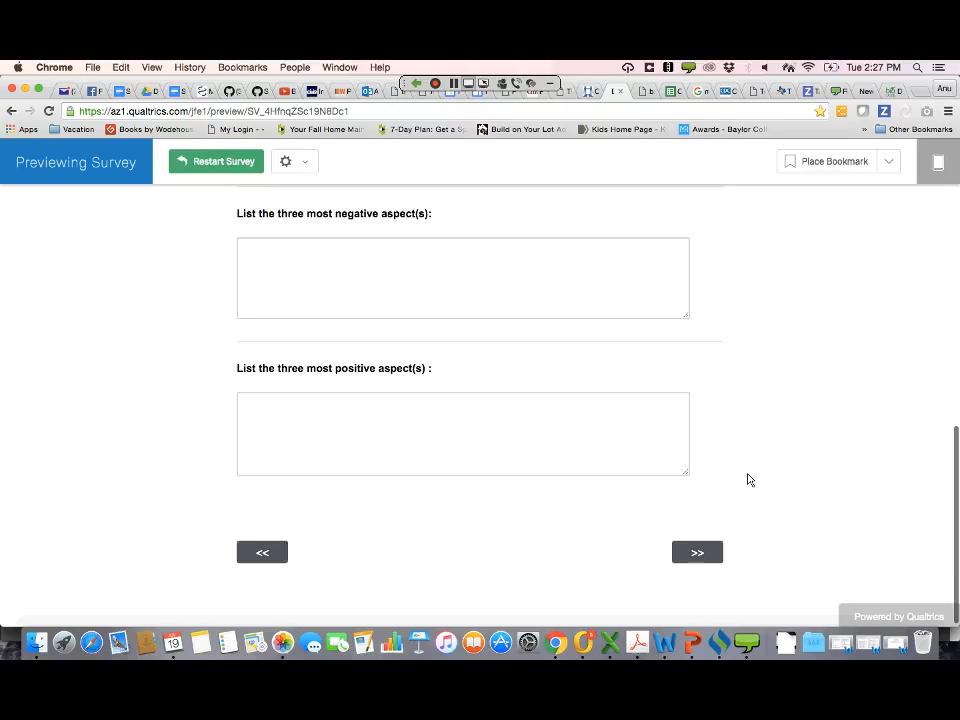 Chrome File Edit View History Bookmarks People Window Help Tue 2:27 PM
Anu
https://az1.qualtrics.com/jfe1/preview/SV_4HfnqZSc19N8Dc1
Apps Vacation Books by Wodehous My Login - - Your Fall Home Main 7-Day Plan: Get a Sp Build on Your Lot Ad Kids Home Page - K Awards - Baylor Coll » Other Bookmarks
Previewing Survey Restart Survey Place Bookmark
List the three most negative aspect(s):
List the three most positive aspect(s) :
<< >>
Powered by Qualtrics